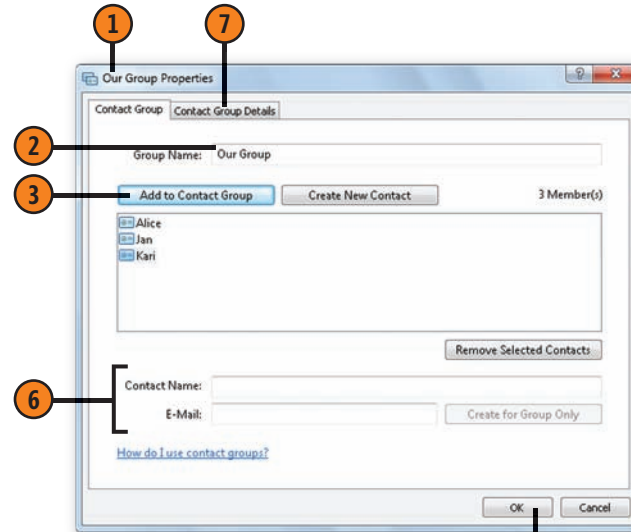 1
7
Our Group Properties
?
Contact Group Contact Group Details
2
Group Name: Our Group
3
Add to Contact Group Create New Contact 3 Member(s)
Alice
Jan
Kari
Remove Selected Contacts
6
Contact Name:
E-Mail: Create for Group Only
How do I use contact groups?
OK Cancel